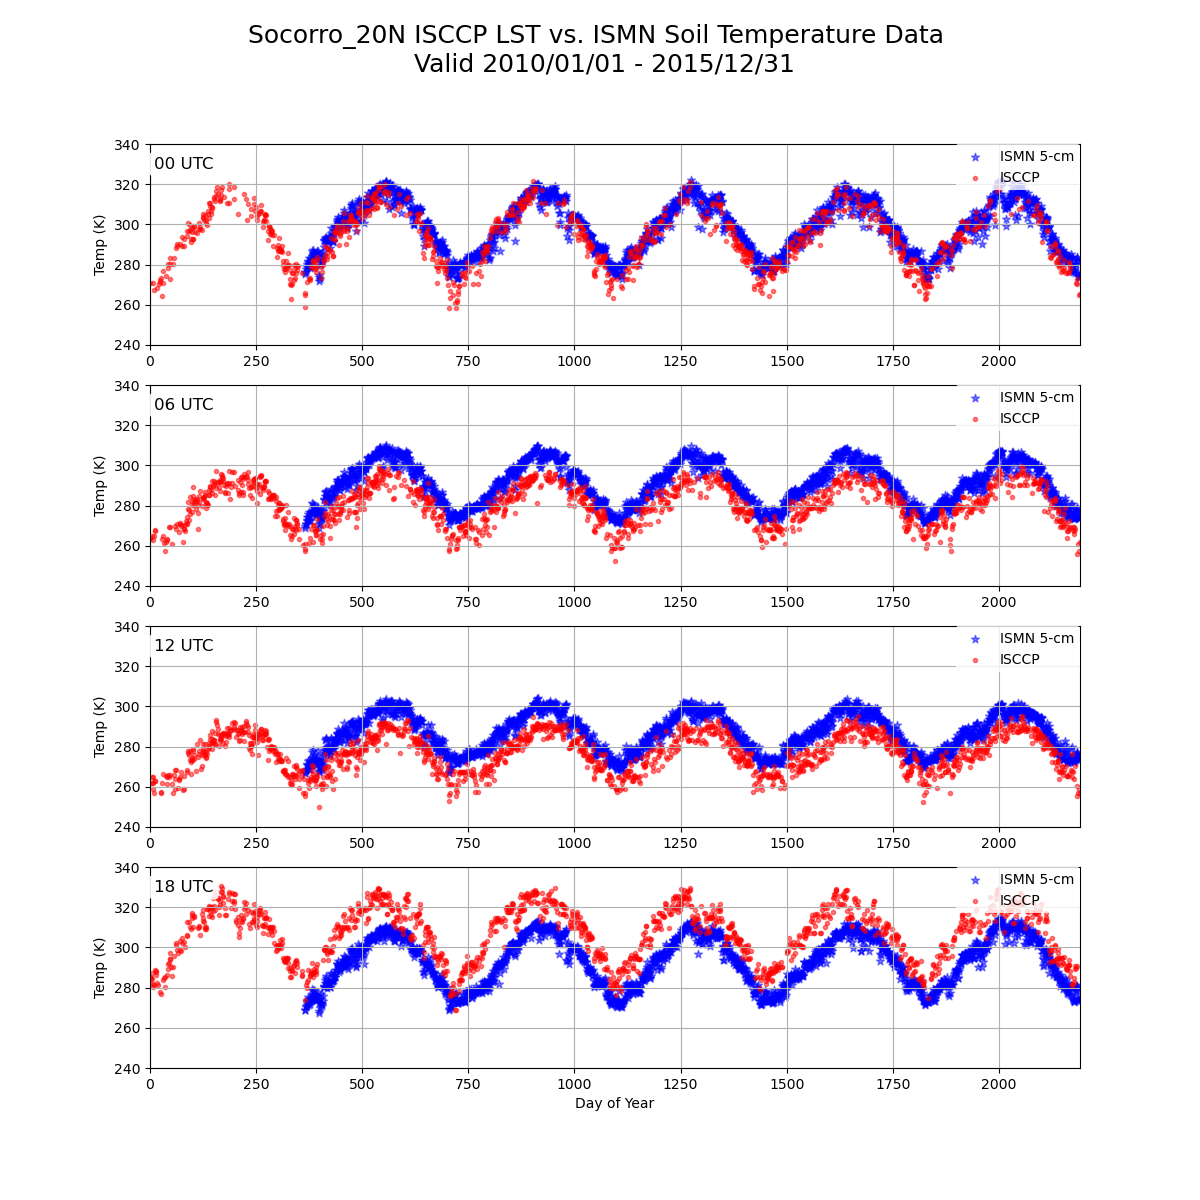 Socorro_20N ISCCP LST vs. ISMN Soil Temperature Data
Valid 2010/01/01 - 2015/12/31
340
320
300
280
260
240
Temp (K)
00 UTC
ISMN 5-cm
ISCCP
0 250 500 750 1000 1250 1500 1750 2000
340
320
300
280
260
240
Temp (K)
06 UTC
ISMN 5-cm
ISCCP
0 250 500 750 1000 1250 1500 1750 2000
340
320
300
280
260
240
Temp (K)
12 UTC
ISMN 5-cm
ISCCP
0 250 500 750 1000 1250 1500 1750 2000
340
320
300
280
260
240
Temp (K)
18 UTC
ISMN 5-cm
ISCCP
0 250 500 750 1000 1250 1500 1750 2000
Day of Year